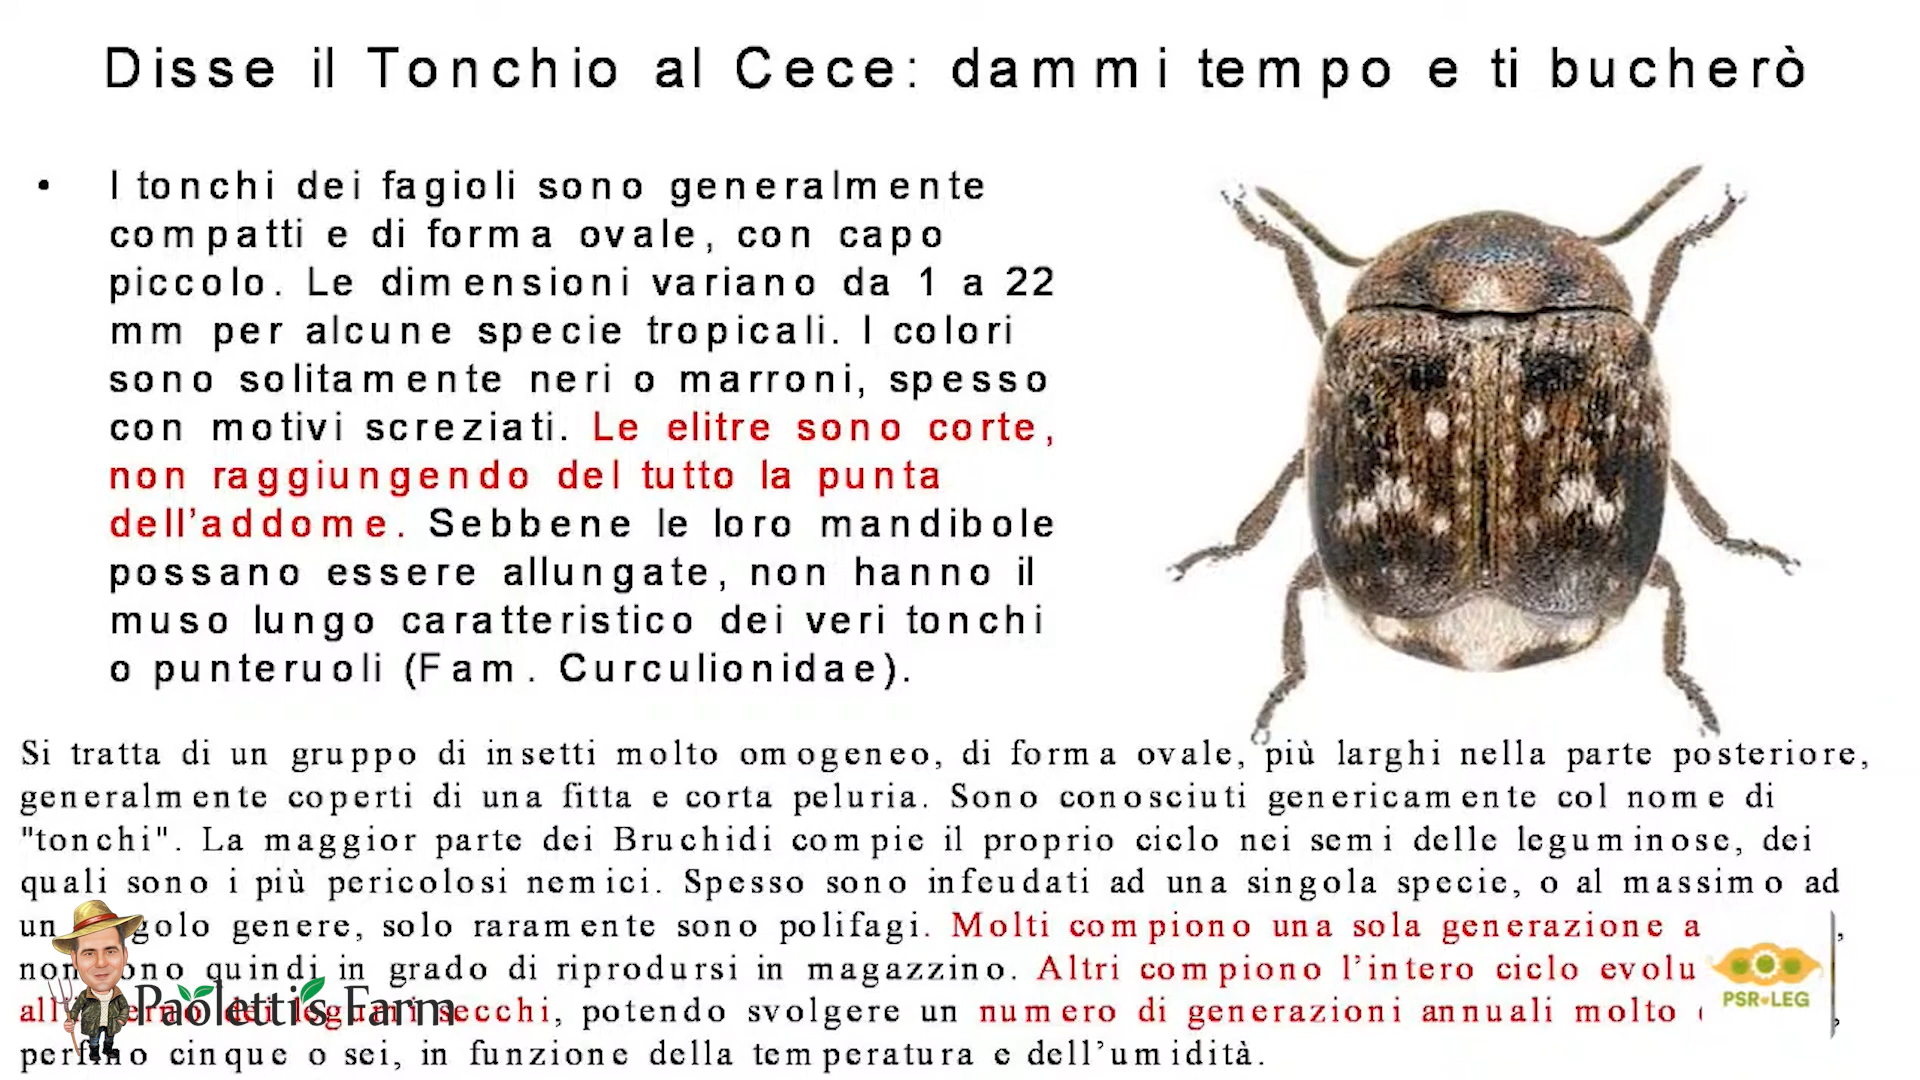 Disse il Tonchio al Cece: dammi tempo e ti bucherò
• I tonchi dei fagioli sono generalmente
compatti e di forma ovale, con capo
piccolo. Le dimensioni variano da 1 a 22
mm per alcune specie tropicali. I colori
sono solitamente neri o marroni, spesso
con motivi screziati. Le elitre sono corte,
non raggiungendo del tutto la punta
dell'addome. Sebbene le loro mandibole
possano essere allungate, non hanno il
muso lungo caratteristico dei veri tonchi
o punteruoli (Fam. Curculionidae).
Si tratta di un gruppo di insetti molto omogeneo, di forma ovale, più larghi nella parte posteriore,
generalmente coperti di una fitta e corta peluria. Sono conosciuti genericamente col nome di
"tonchi". La maggior parte dei Bruchidi compie il proprio ciclo nei semi delle leguminose, dei
quali sono i più pericolosi nemici. Spesso sono infeudati ad una singola specie, o al massimo ad
un genere, solo raramente sono polifagi. Molti compiono una sola generazione
quindi in grado di riprodursi in magazzino. Altri compiono l'intero ciclo
dei legumi secchi, potendo svolgere un numero di generazioni annuali molto
cinque o sei, in funzione della temperatura e dell'umidità.
Paoletti's Farm
PSR-LEG